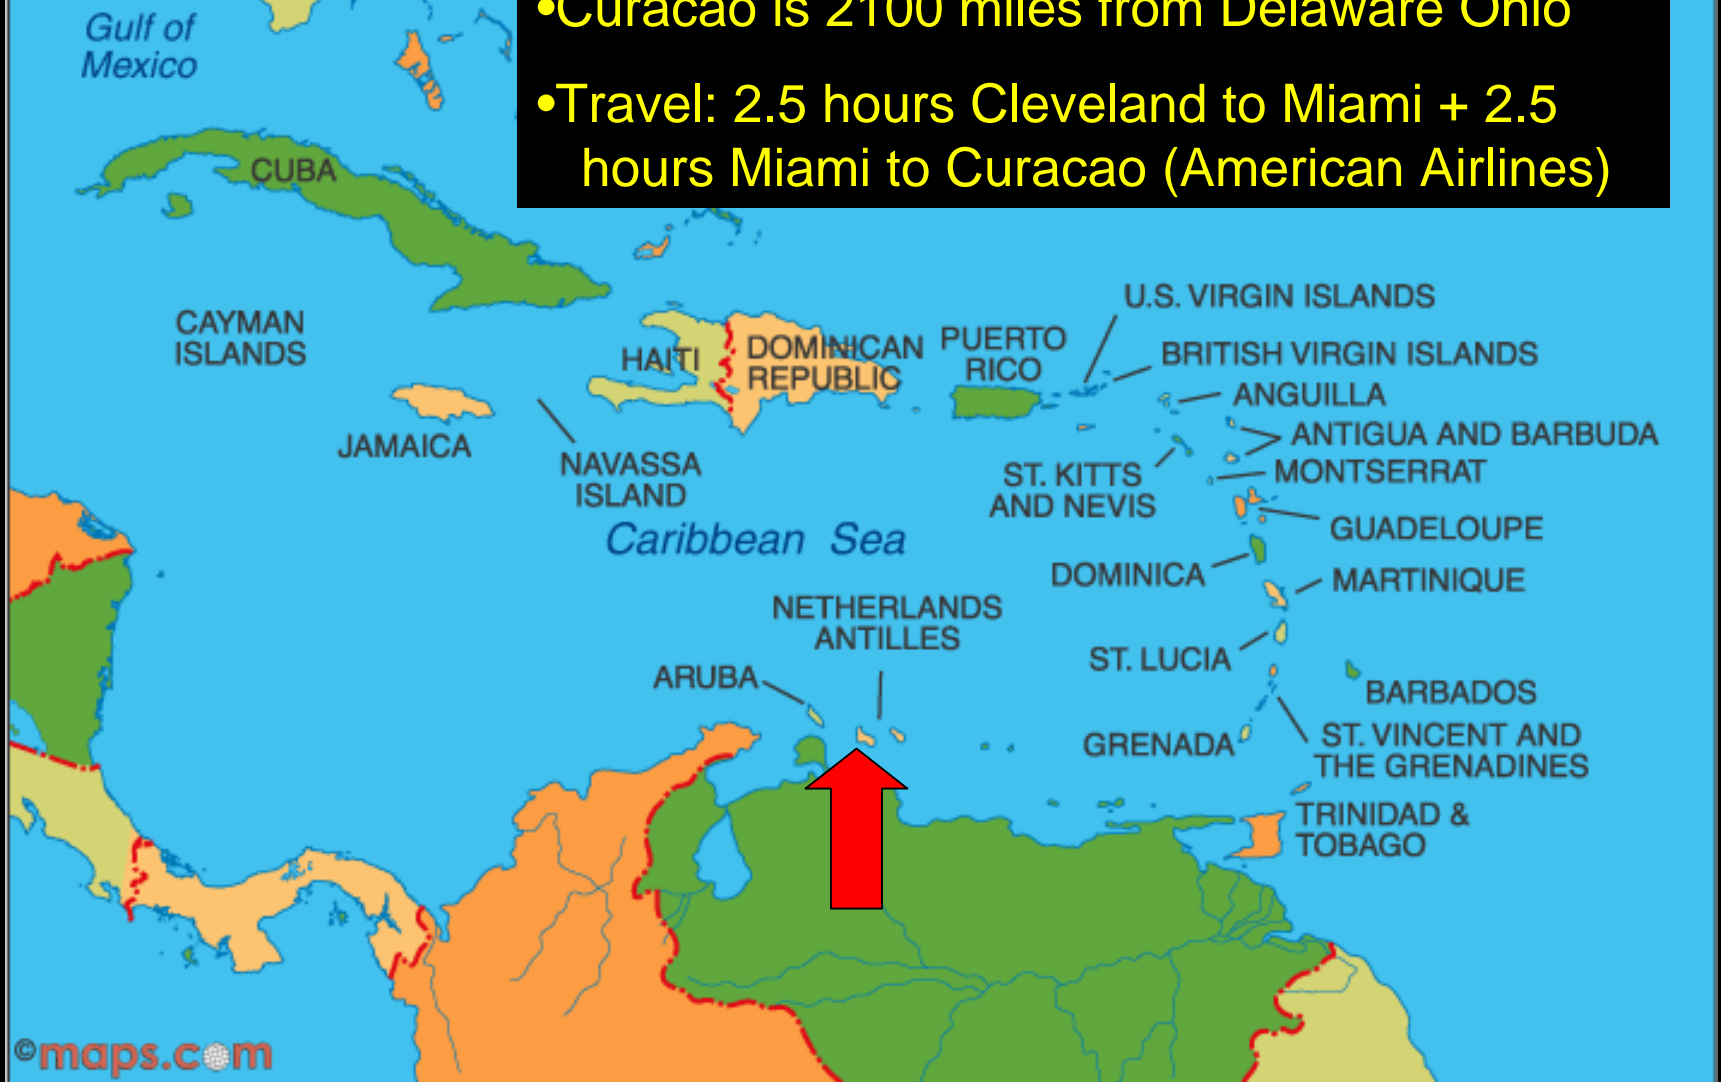 •Curacao is 2100 miles from Delaware Ohio
•Travel: 2.5 hours Cleveland to Miami + 2.5
hours Miami to Curacao (American Airlines)
Gulf of
Mexico
CUBA
CAYMAN
ISLANDS
JAMAICA
NAVASSA
ISLAND
HAITI
DOMINICAN
REPUBLIC
PUERTO
RICO
U.S. VIRGIN ISLANDS
BRITISH VIRGIN ISLANDS
ANGUILLA
ANTIGUA AND BARBUDA
MONTSERRAT
ST. KITTS
AND NEVIS
GUADELOUPE
Caribbean Sea
DOMINICA
MARTINIQUE
NETHERLANDS
ANTILLES
ST. LUCIA
ARUBA
BARBADOS
GRENADA
ST. VINCENT AND
THE GRENADINES
TRINIDAD &
TOBAGO
©maps.com